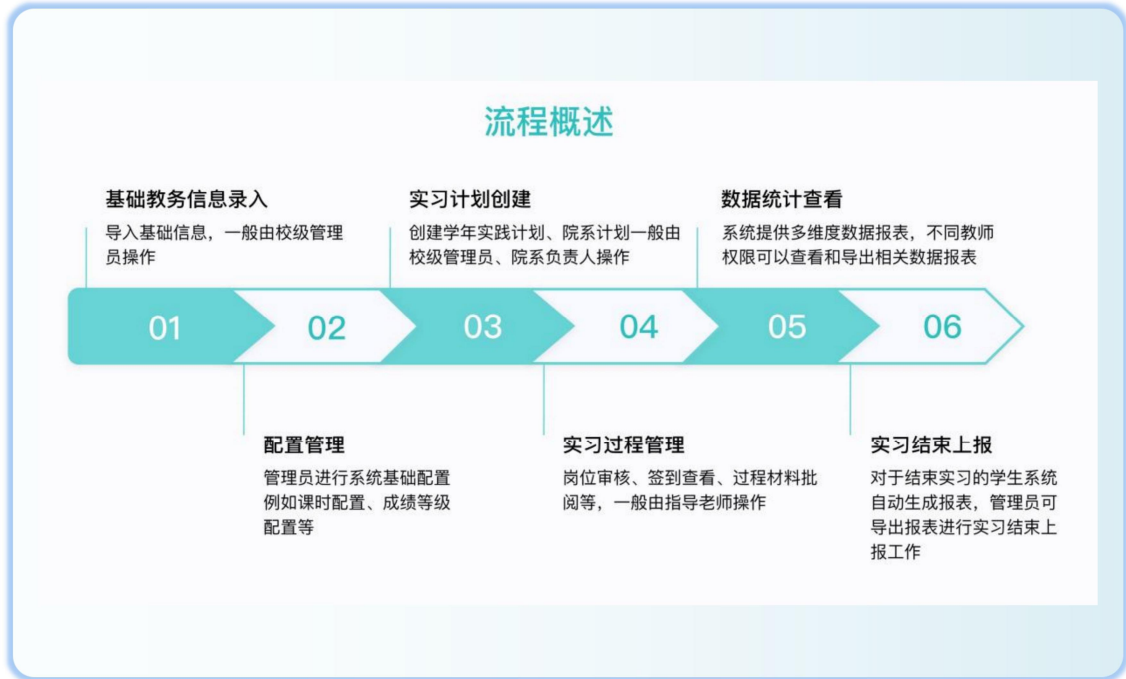 流程概述
基础教务信息录入
导入基础信息，一般由校级管理
员操作
实习计划创建
创建学年实践计划、院系计划一般由
校级管理员、院系负责人操作
数据统计查看
系统提供多维度数据报表，不同教师
权限可以查看和导出相关数据报表
01
02
03
04
05
06
配置管理
管理员进行系统基础配置
例如课时配置、成绩等级
配置等
实习过程管理
岗位审核、签到查看、过程材料批
阅等，一般由指导老师操作
实习结束上报
对于结束实习的学生系统
自动生成报表，管理员可
导出报表进行实习结束上
报工作